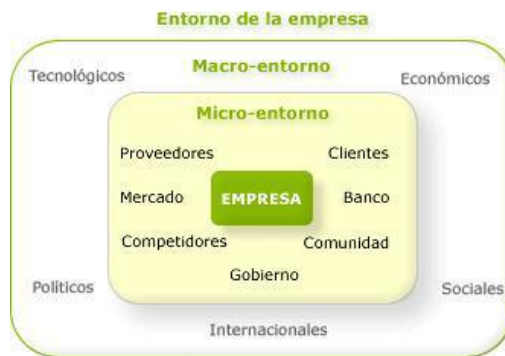 Entorno de la empresa
Macro-entorno
Tecnológicos
Económicos
Micro-entorno
Proveedores
Clientes
Mercado
EMPRESA
Banco
Competidores
Comunidad
Gobierno
Políticos
Sociales
Internacionales